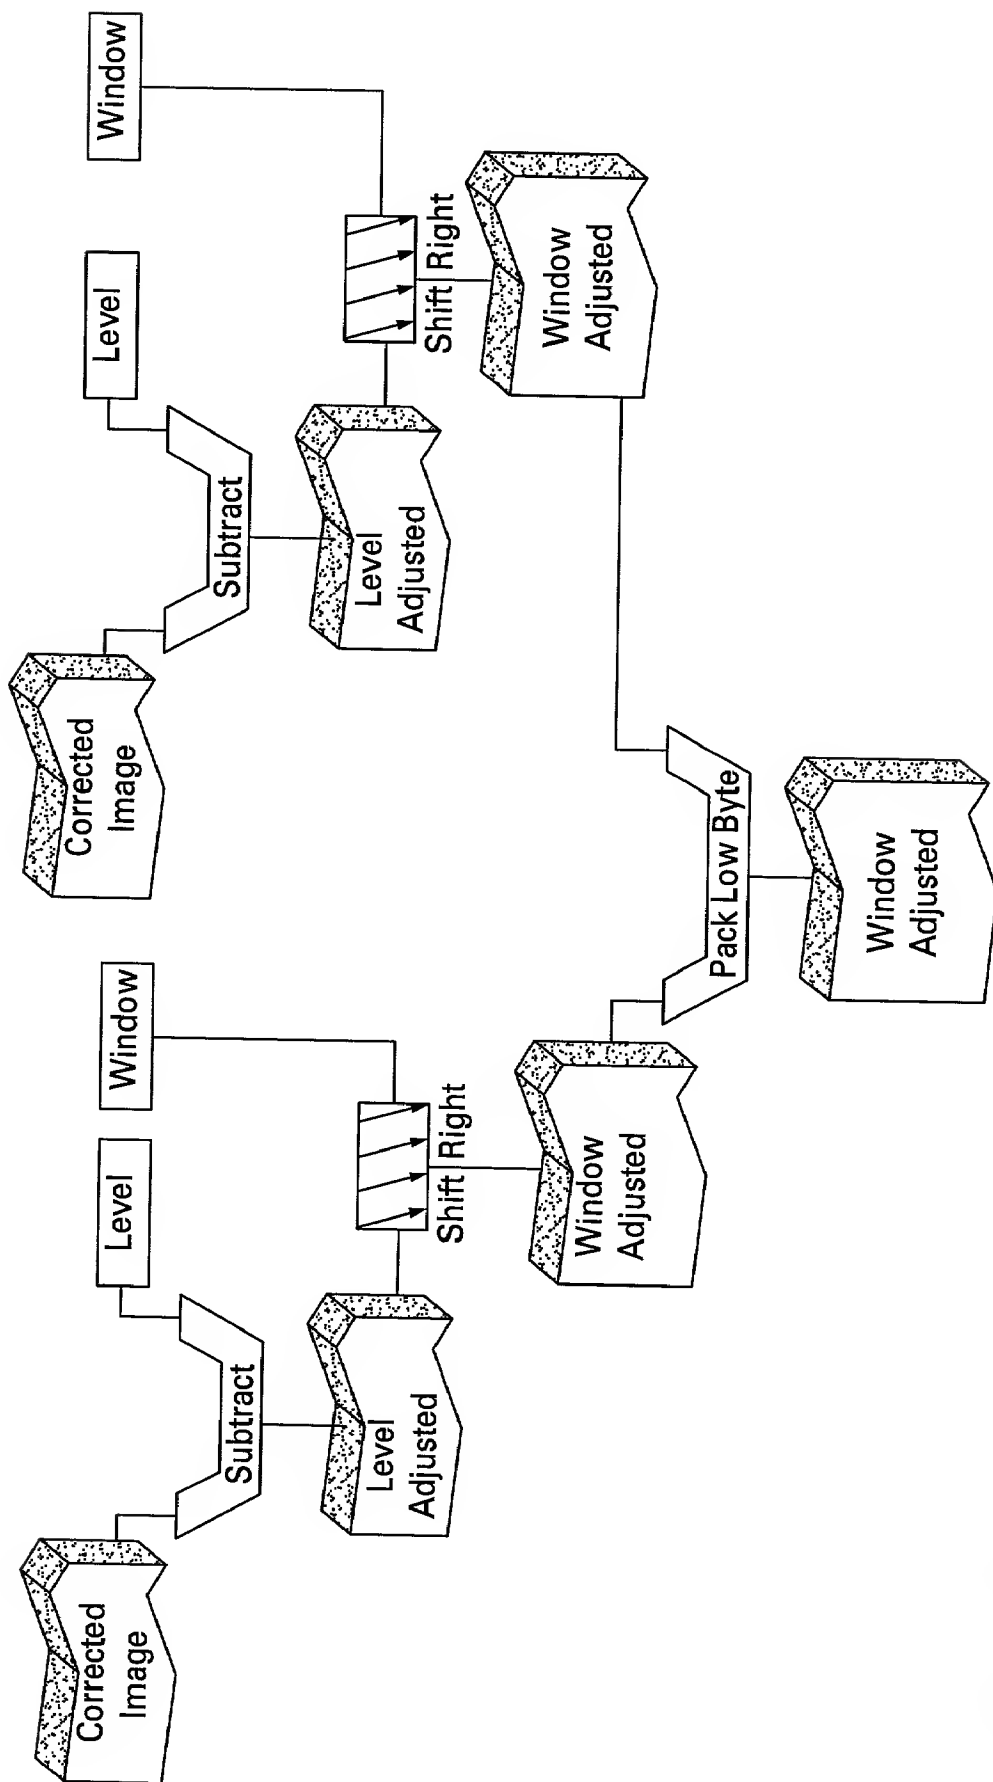 Corrected
Image
Level
Window
Corrected
Image
Level
Window
Subtract
Subtract
Level
Adjusted
Shift Right
Level
Adjusted
Shift Right
Window
Adjusted
Window
Adjusted
Pack Low Byte
Window
Adjusted